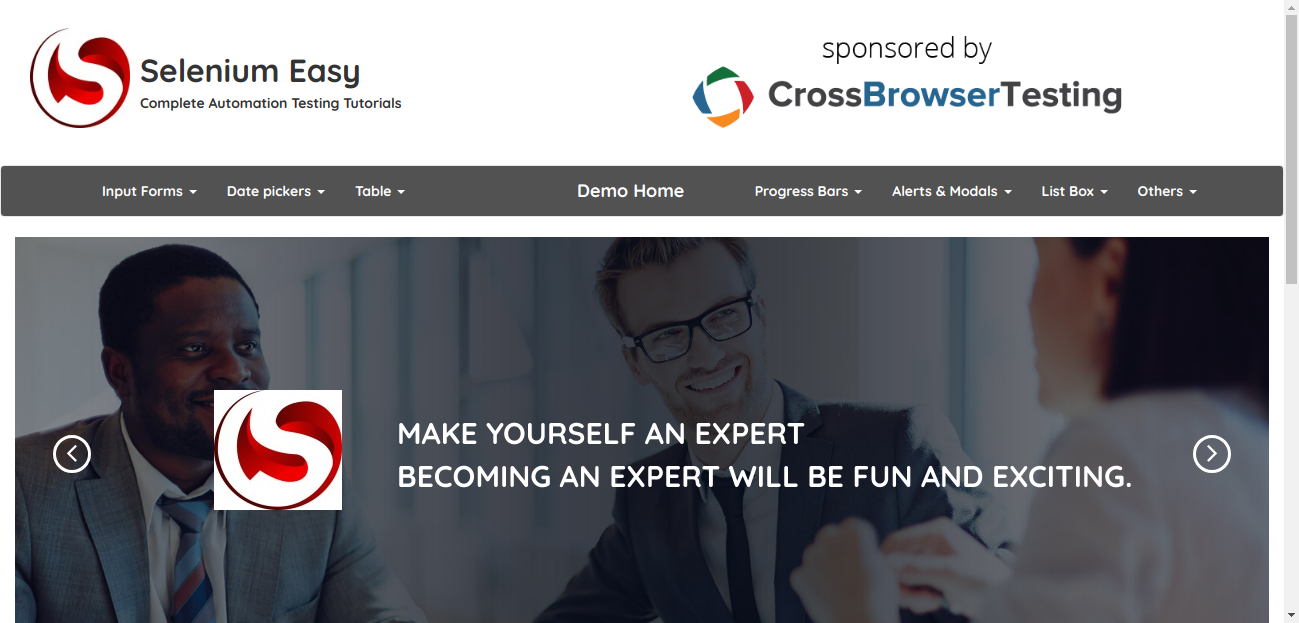 Selenium Easy
Complete Automation Testing Tutorials
sponsored by
CrossBrowserTesting
Input Forms
Date pickers
Table
Demo Home
Progress Bars
Alerts & Modals
List Box
Others
MAKE YOURSELF AN EXPERT
BECOMING AN EXPERT WILL BE FUN AND EXCITING.